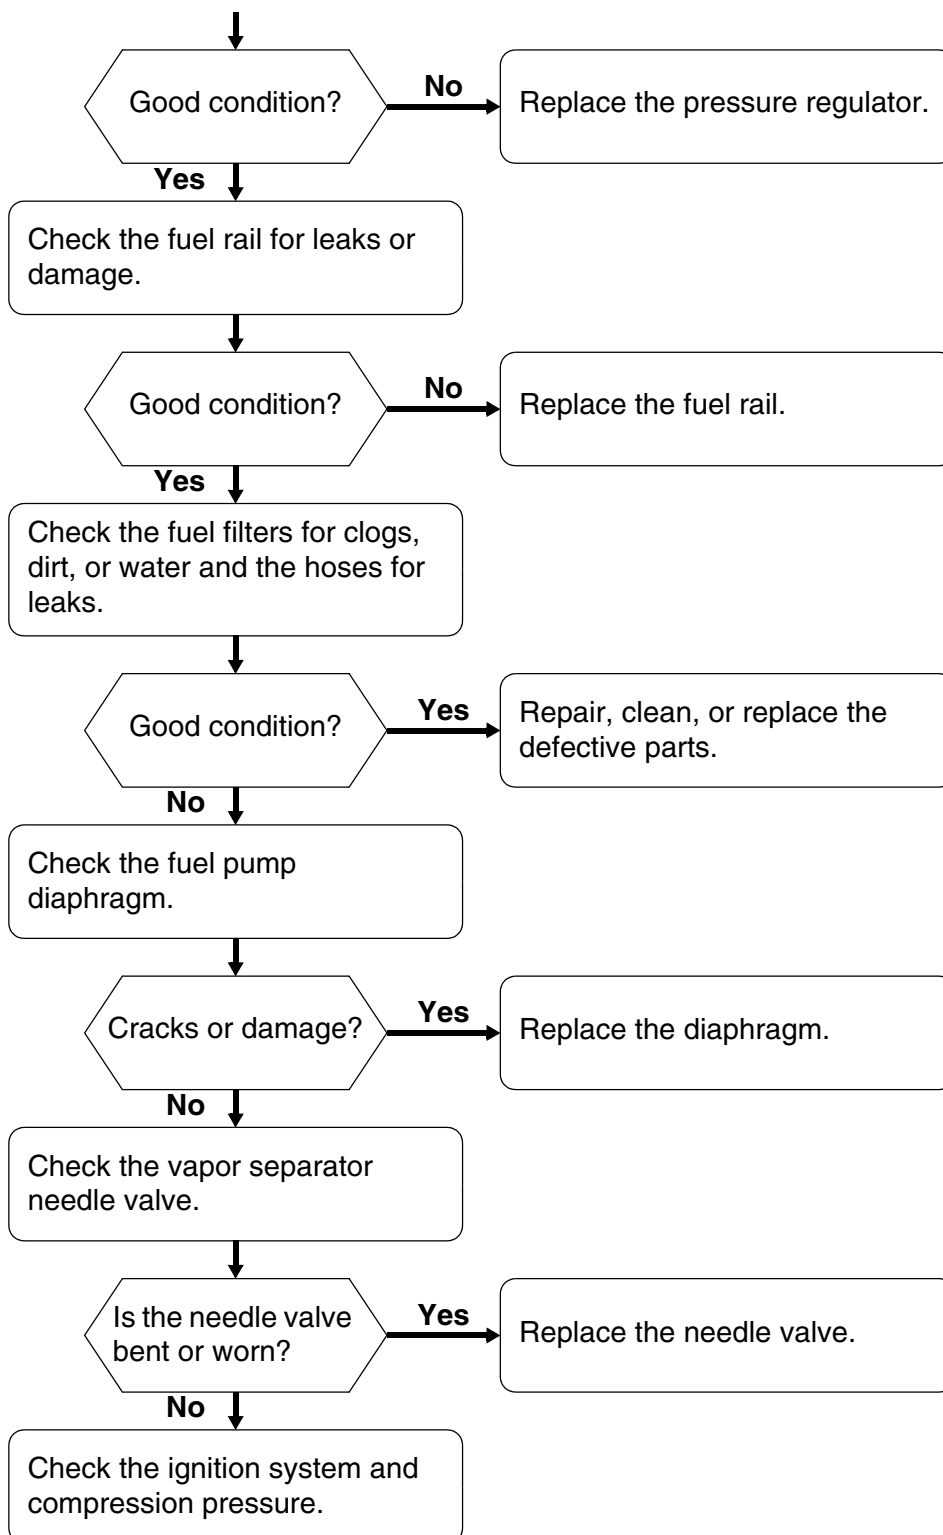 Good condition?
No
Replace the pressure regulator.
Yes
Check the fuel rail for leaks or
damage.
Good condition?
No
Replace the fuel rail.
Yes
Check the fuel filters for clogs,
dirt, or water and the hoses for
leaks.
Good condition?
Yes
Repair, clean, or replace the
defective parts.
No
Check the fuel pump
diaphragm.
Cracks or damage?
Yes
Replace the diaphragm.
No
Check the vapor separator
needle valve.
Is the needle valve
bent or worn?
Yes
Replace the needle valve.
No
Check the ignition system and
compression pressure.